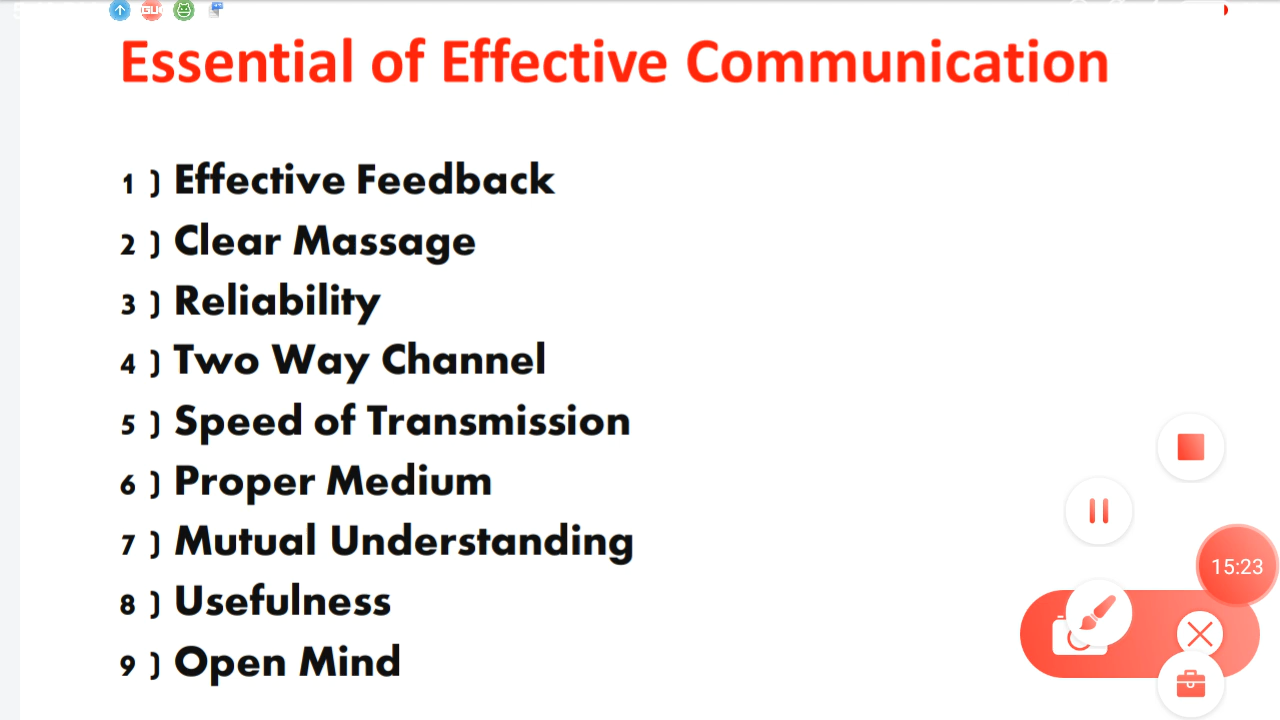 Essential of Effective Communication
1 ) Effective Feedback
2 ) Clear Massage
3 ) Reliability
4 ) Two Way Channel
5 ) Speed of Transmission
6 ) Proper Medium
7 ) Mutual Understanding
8 ) Usefulness
9 ) Open Mind
15:23